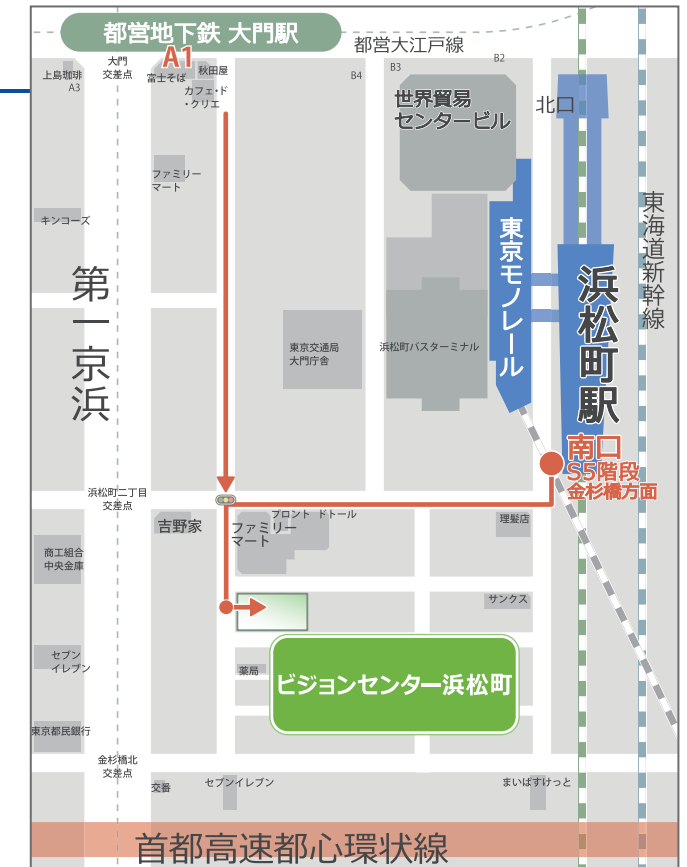 都営地下鉄 大門駅
A1
都営大江戸線
大門
交差点
上島珈琲
A3
富士そば
秋田屋
カフェ・ド
・クリエ
B4
B3
B2
世界貿易
センタービル
北口
ファミリー
マート
キンコーズ
東京モノレール
東海道新幹線
第一京浜
浜松町駅
東京交通局
大門庁舎
浜松町バスターミナル
南口
S5階段
金杉橋方面
浜松町二丁目
交差点
吉野家
ファミリー
マート
プロント ドトール
理髪店
商工組合
中央金庫
サンクス
セブン
イレブン
薬局
ビジョンセンター浜松町
東京都民銀行
金杉橋北
交差点
交番
セブンイレブン
まいばすけっと
首都高速都心環状線